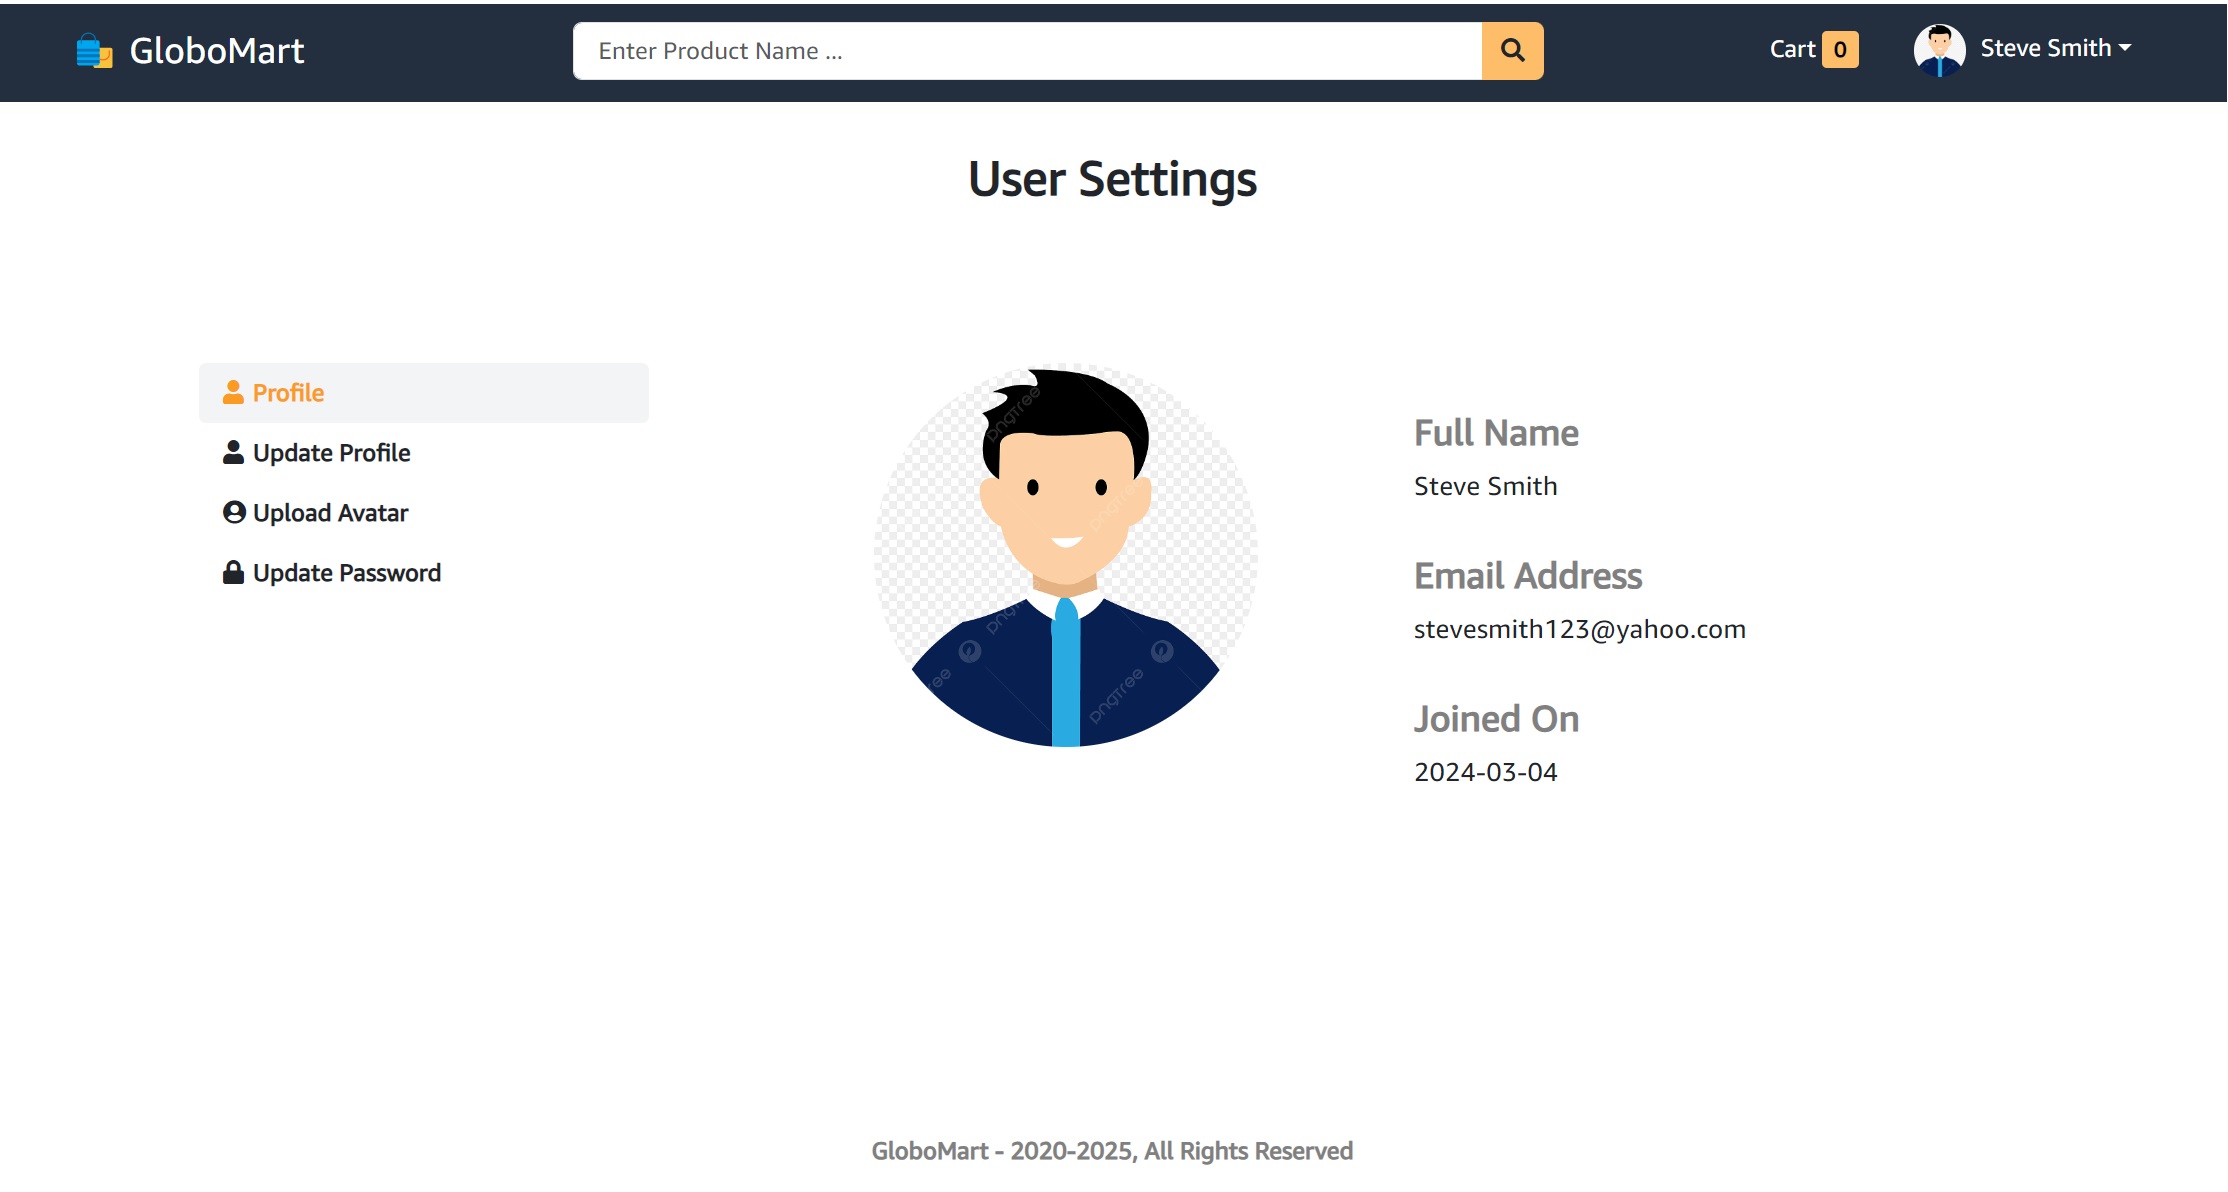 GloboMart
Enter Product Name ...
Cart 0
Steve Smith
User Settings
Profile
Update Profile
Upload Avatar
Update Password
pngtree
pngtree
pngtree
Full Name
Steve Smith
Email Address
stevesmith123@yahoo.com
Joined On
2024-03-04
GloboMart - 2020-2025, All Rights Reserved